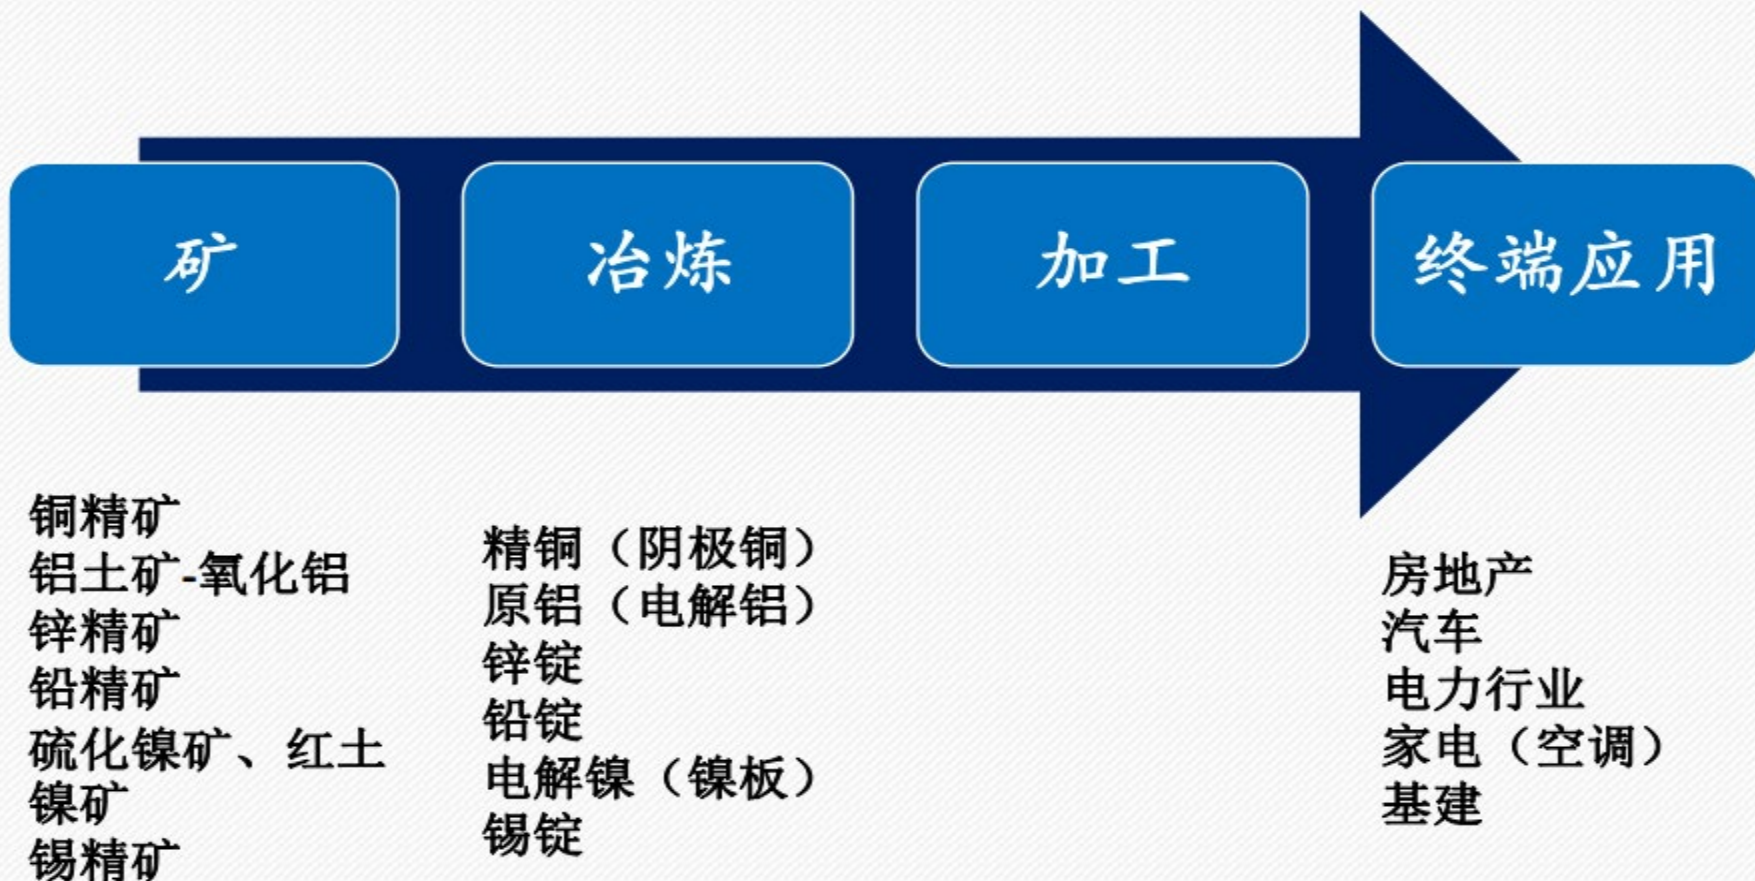 矿
冶炼
加工
终端应用
铜精矿
铝土矿-氧化铝
锌精矿
铅精矿
硫化镍矿、红土
镍矿
锡精矿
精铜（阴极铜）
原铝（电解铝）
锌锭
铅锭
电解镍（镍板）
锡锭
房地产
汽车
电力行业
家电（空调）
基建